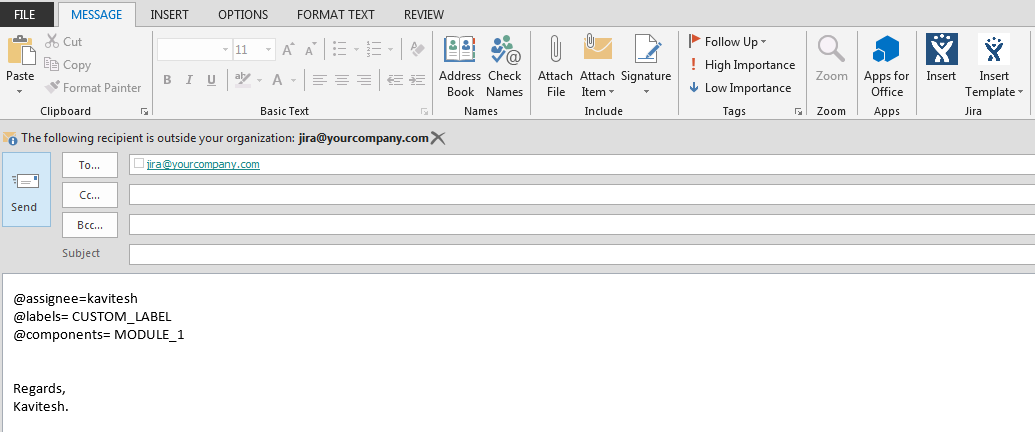 FILE MESSAGE INSERT OPTIONS FORMAT TEXT REVIEW
Paste
Cut
Copy
Format Painter
Clipboard
11 A A
B I U ab A
Basic Text
Address Book
Check Names
Names
Attach File
Attach Item
Signature
Include
Follow Up
High Importance
Low Importance
Tags
Zoom
Zoom
Apps for Office
Apps
Insert
Insert Template
Jira
The following recipient is outside your organization: jira@yourcompany.com
Send
To... jira@yourcompany.com
Cc...
Bcc...
Subject
@assignee=kavitesh
@labels= CUSTOM_LABEL
@components= MODULE_1
Regards,
Kavitesh.